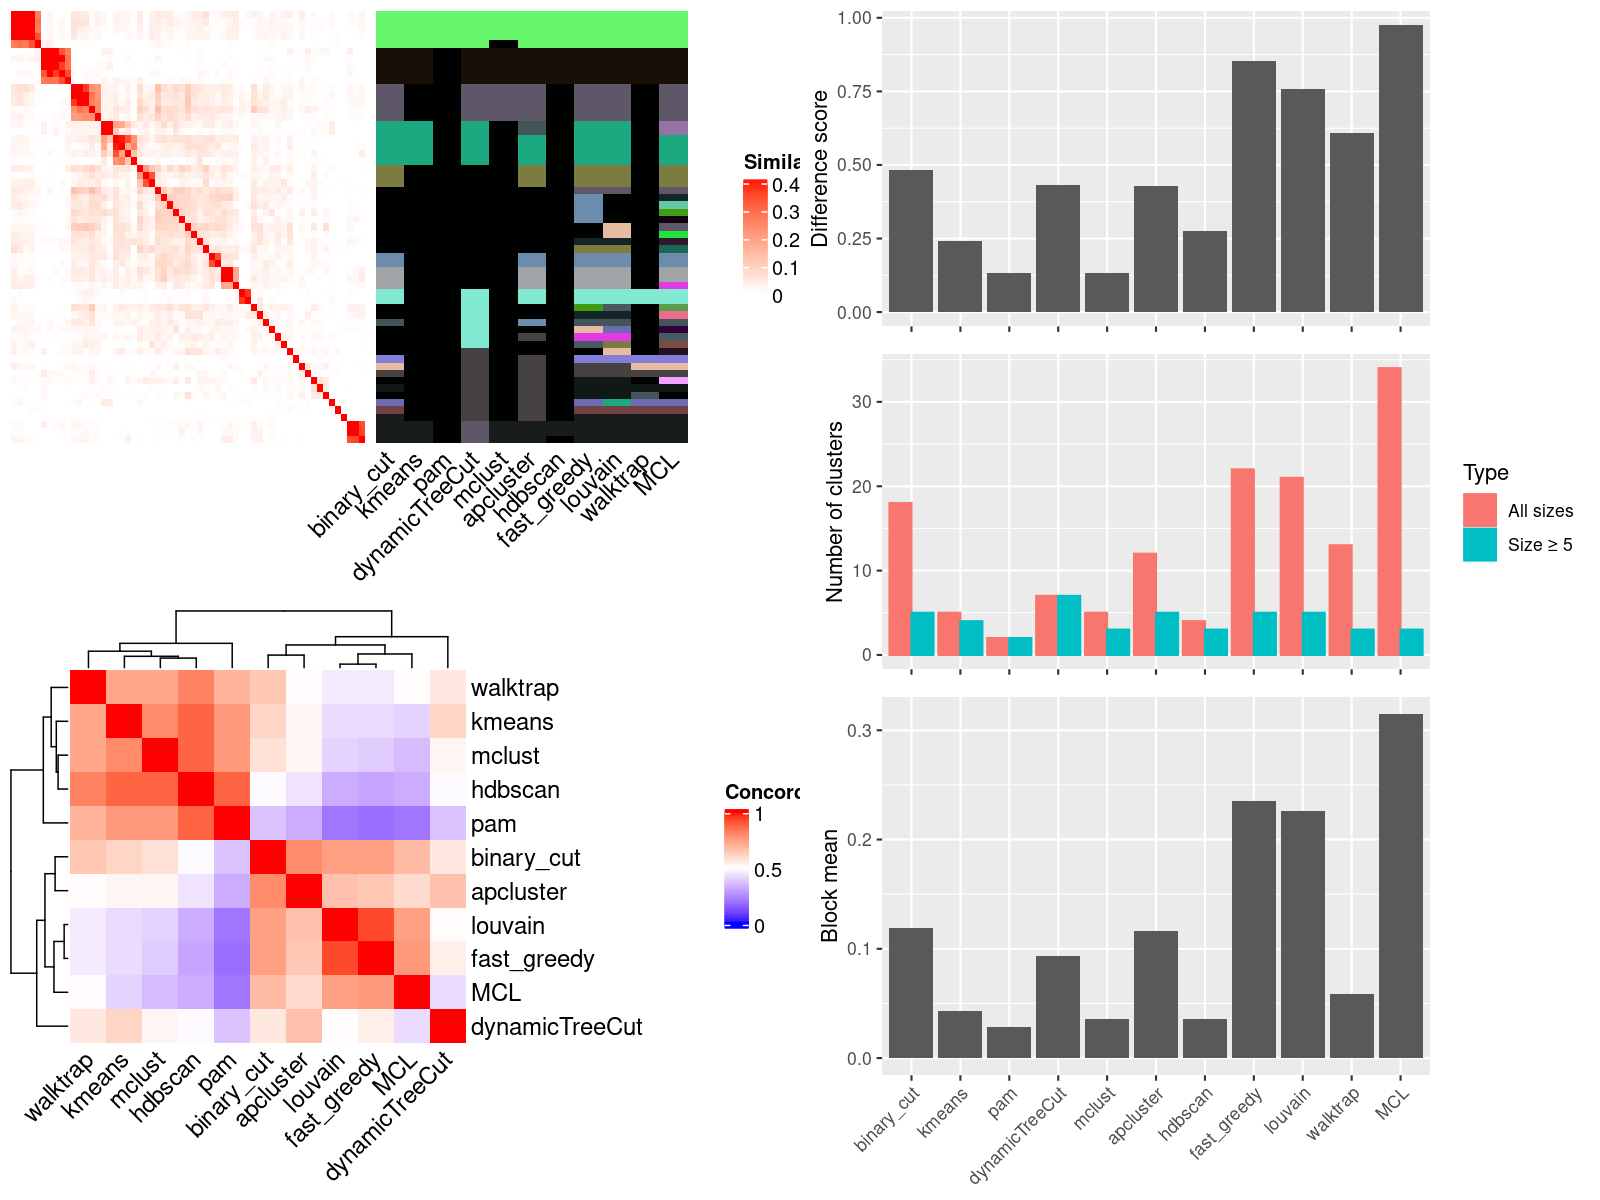 Simila
0.4
0.3
0.2
0.1
0
binary_cut
kmeans
pam
dynamicTreeCut
mclust
apcluster
hdbscan
fast_greedy
louvain
walktrap
MCL
walktrap
kmeans
mclust
hdbscan
pam
binary_cut
apcluster
louvain
fast_greedy
MCL
dynamicTreeCut
walktrap
kmeans
mclust
hdbscan
pam
binary_cut
apcluster
louvain
fast_greedy
MCL
dynamicTreeCut
Concord
1
0.5
0
Difference score
1.00
0.75
0.50
0.25
0.00
Number of clusters
30
20
10
0
Type
All sizes
Size ≥ 5
Block mean
0.3
0.2
0.1
0.0
binary_cut
kmeans
pam
dynamicTreeCut
mclust
apcluster
hdbscan
fast_greedy
louvain
walktrap
MCL